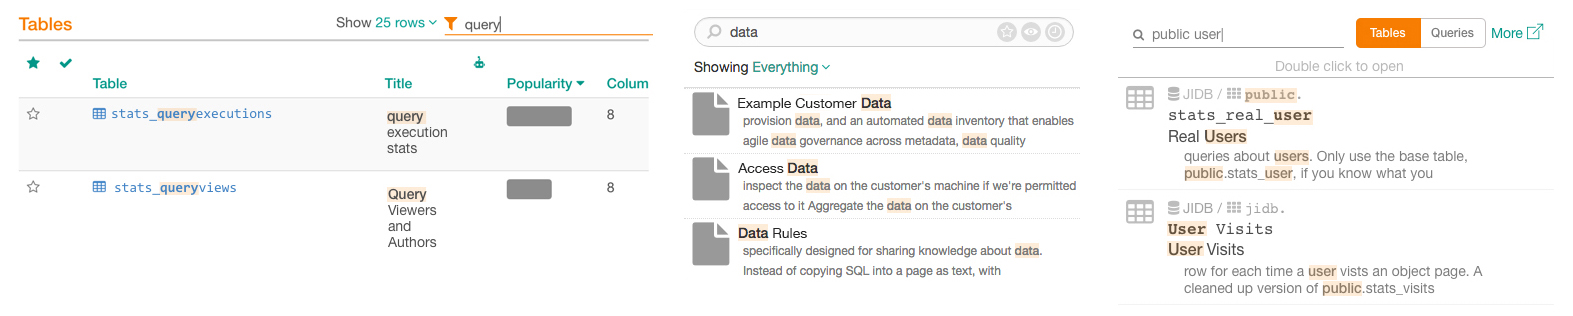 Tables
Show 25 rows
query
Table
Title
Popularity
Colum
stats_queryexecutions
query
execution
stats
8
stats_queryviews
Query
Viewers
and
Authors
8
data
Showing Everything
Example Customer Data
provision data, and an automated data inventory that enables
agile data governance across metadata, data quality
Access Data
inspect the data on the customer's machine if we're permitted
access to it Aggregate the data on the customer's
Data Rules
specifically designed for sharing knowledge about data.
Instead of copying SQL into a page as text, with
public user
Tables
Queries
More
Double click to open
JIDB / public.
stats_real_user
Real Users
queries about users. Only use the base table,
public.stats_user, if you know what you
JIDB / jidb.
User Visits
User Visits
row for each time a user vists an object page. A
cleaned up version of public.stats_visits